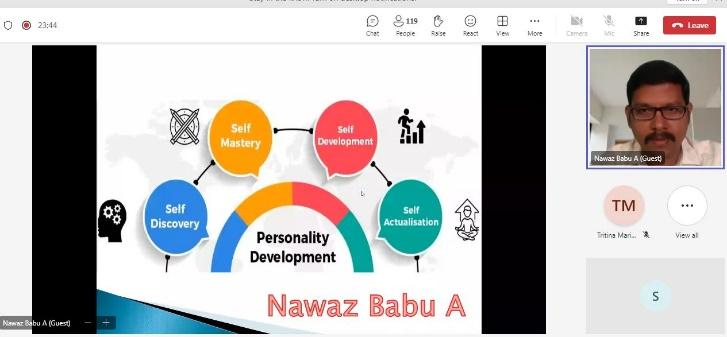 23:44
119
Chat
People
Raise
React
View
More
Camera
Mic
Share
Leave
Self
Mastery
Self
Development
Self
Discovery
Self
Actualisation
Personality
Development
Nawaz Babu A
Nawaz Babu A (Guest)
Nawaz Babu A (Guest)
TM
Tritina Mari...
View all
S